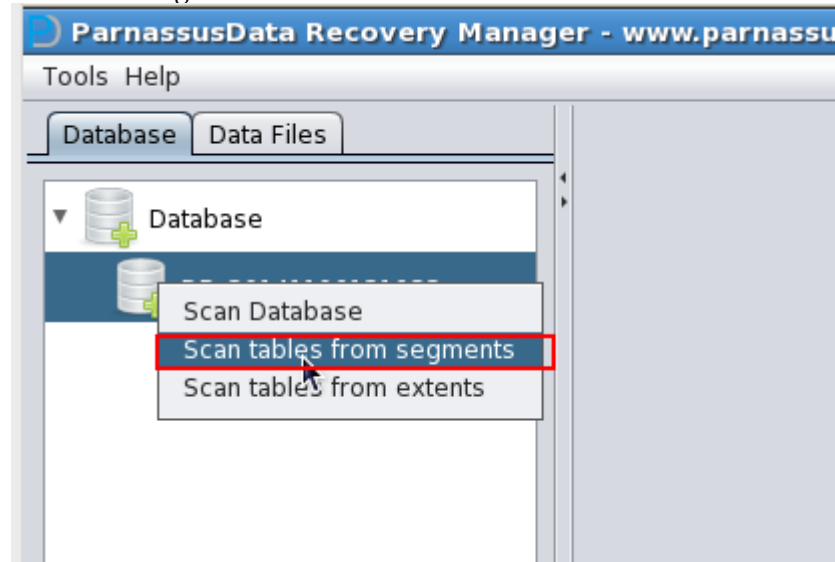 ParnassusData Recovery Manager - www.parnassu
Tools Help
Database Data Files
Database
Scan Database
Scan tables from segments
Scan tables from extents